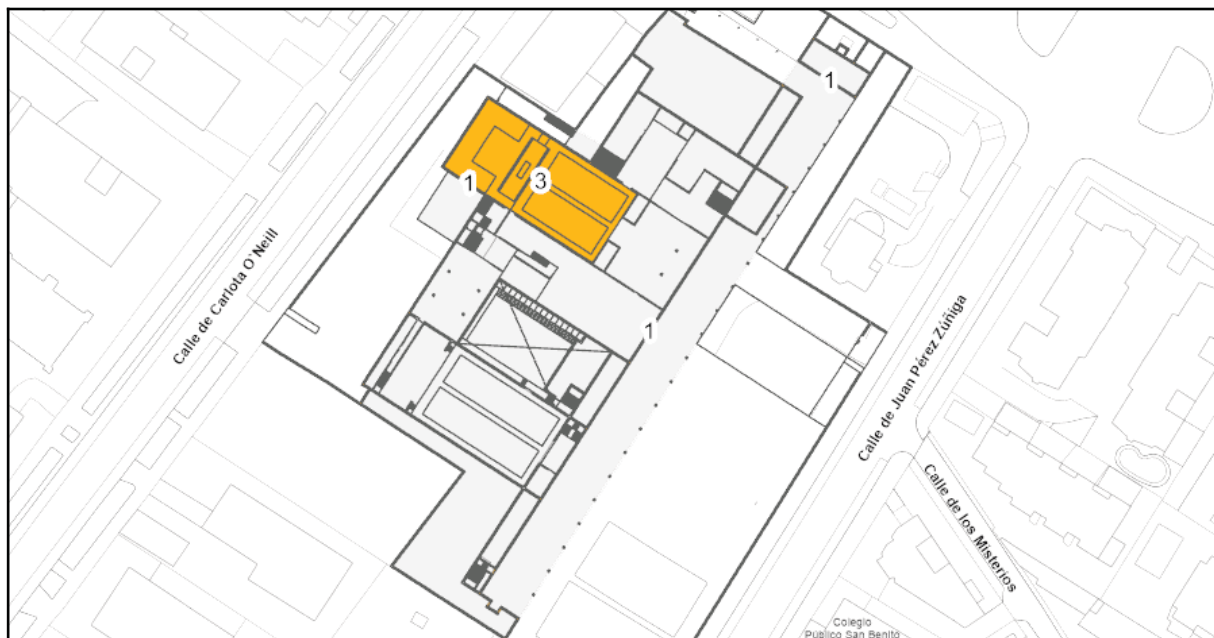 1
3
1
1
Calle de Carlota O`Neill
Calle de Juan Pérez Zúñiga
Calle de los Misterios
Colegio
Público San Benito